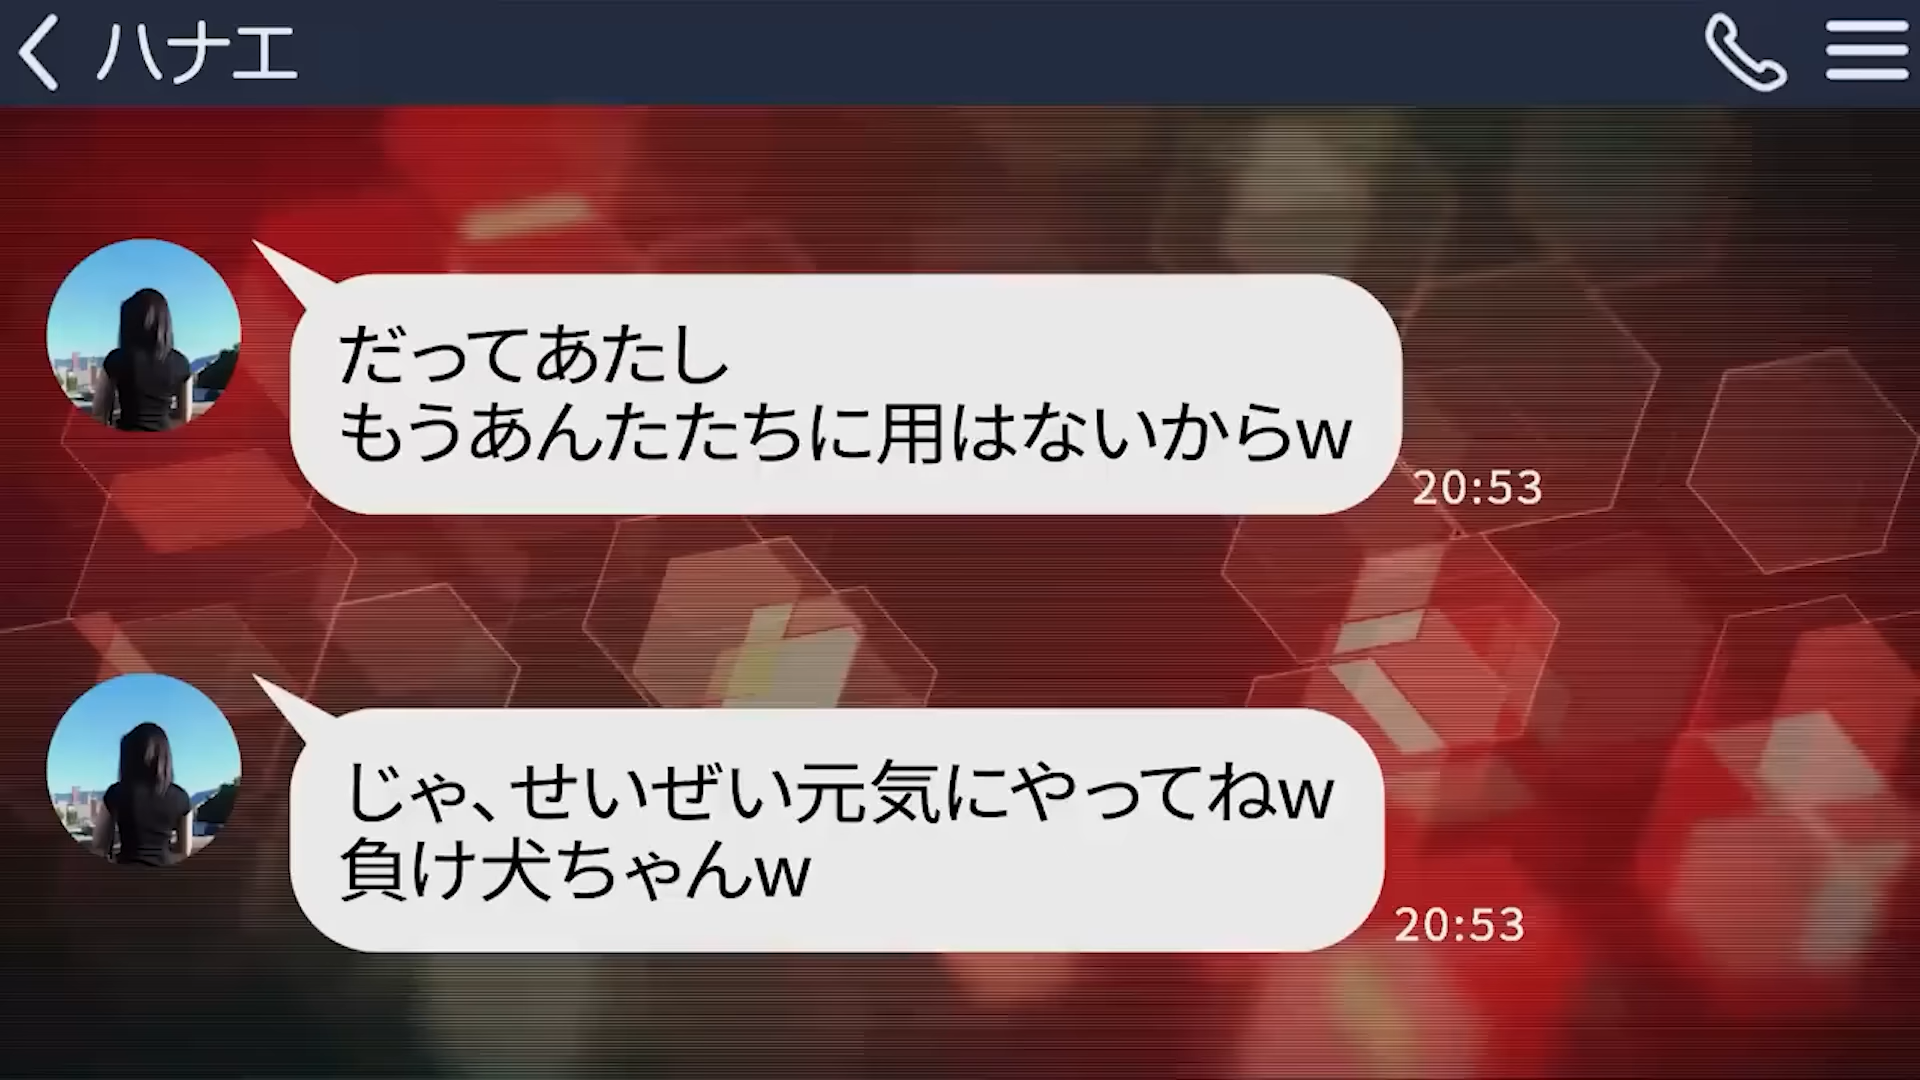 ハナエ
だってあたし
もうあんたたちに用はないからw
20:53
じゃ、せいぜい元気にやってねw
負け犬ちゃんw
20:53